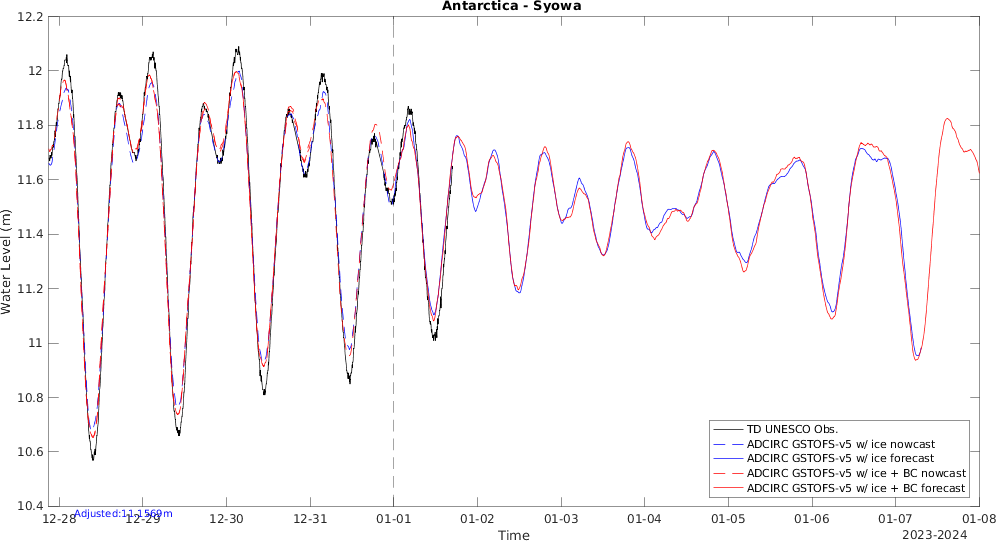 Antarctica - Syowa
12.2
12
11.8
11.6
11.4
11.2
11
10.8
10.6
10.4
Water Level (m)
TD UNESCO Obs.
ADCIRC GSTOFS-v5 w/ ice nowcast
ADCIRC GSTOFS-v5 w/ ice forecast
ADCIRC GSTOFS-v5 w/ ice + BC nowcast
ADCIRC GSTOFS-v5 w/ ice + BC forecast
Adjusted:11.1569m
12-28 12-29 12-30 12-31 01-01 01-02 01-03 01-04 01-05 01-06 01-07 01-08
Time
2023-2024